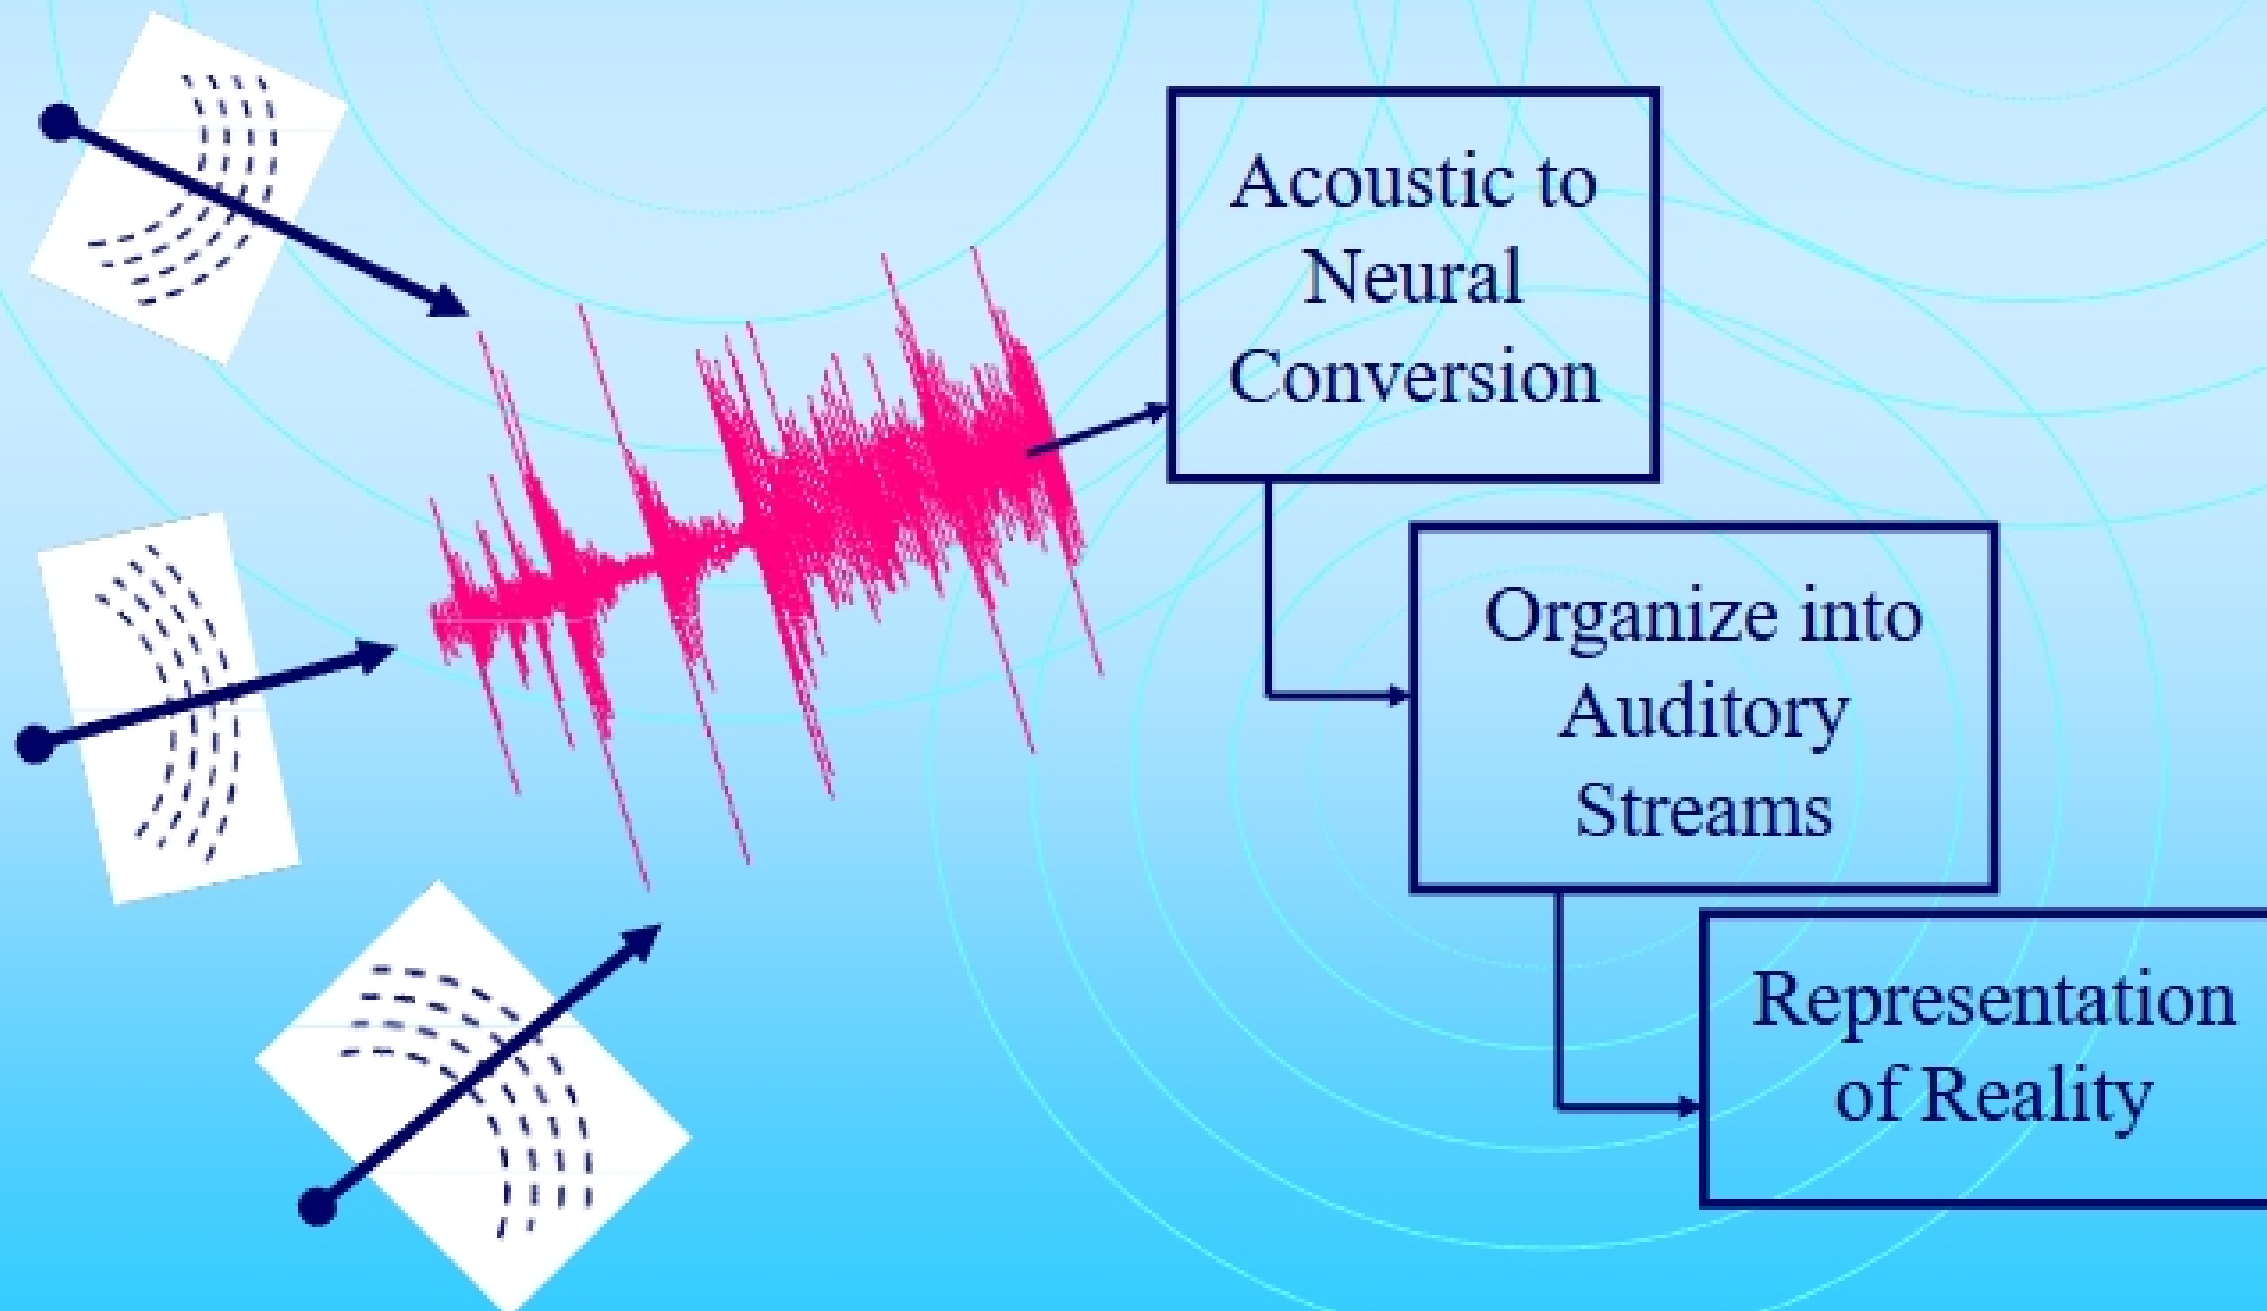 Acoustic to
Neural
Conversion
Organize into
Auditory
Streams
Representation
of Reality